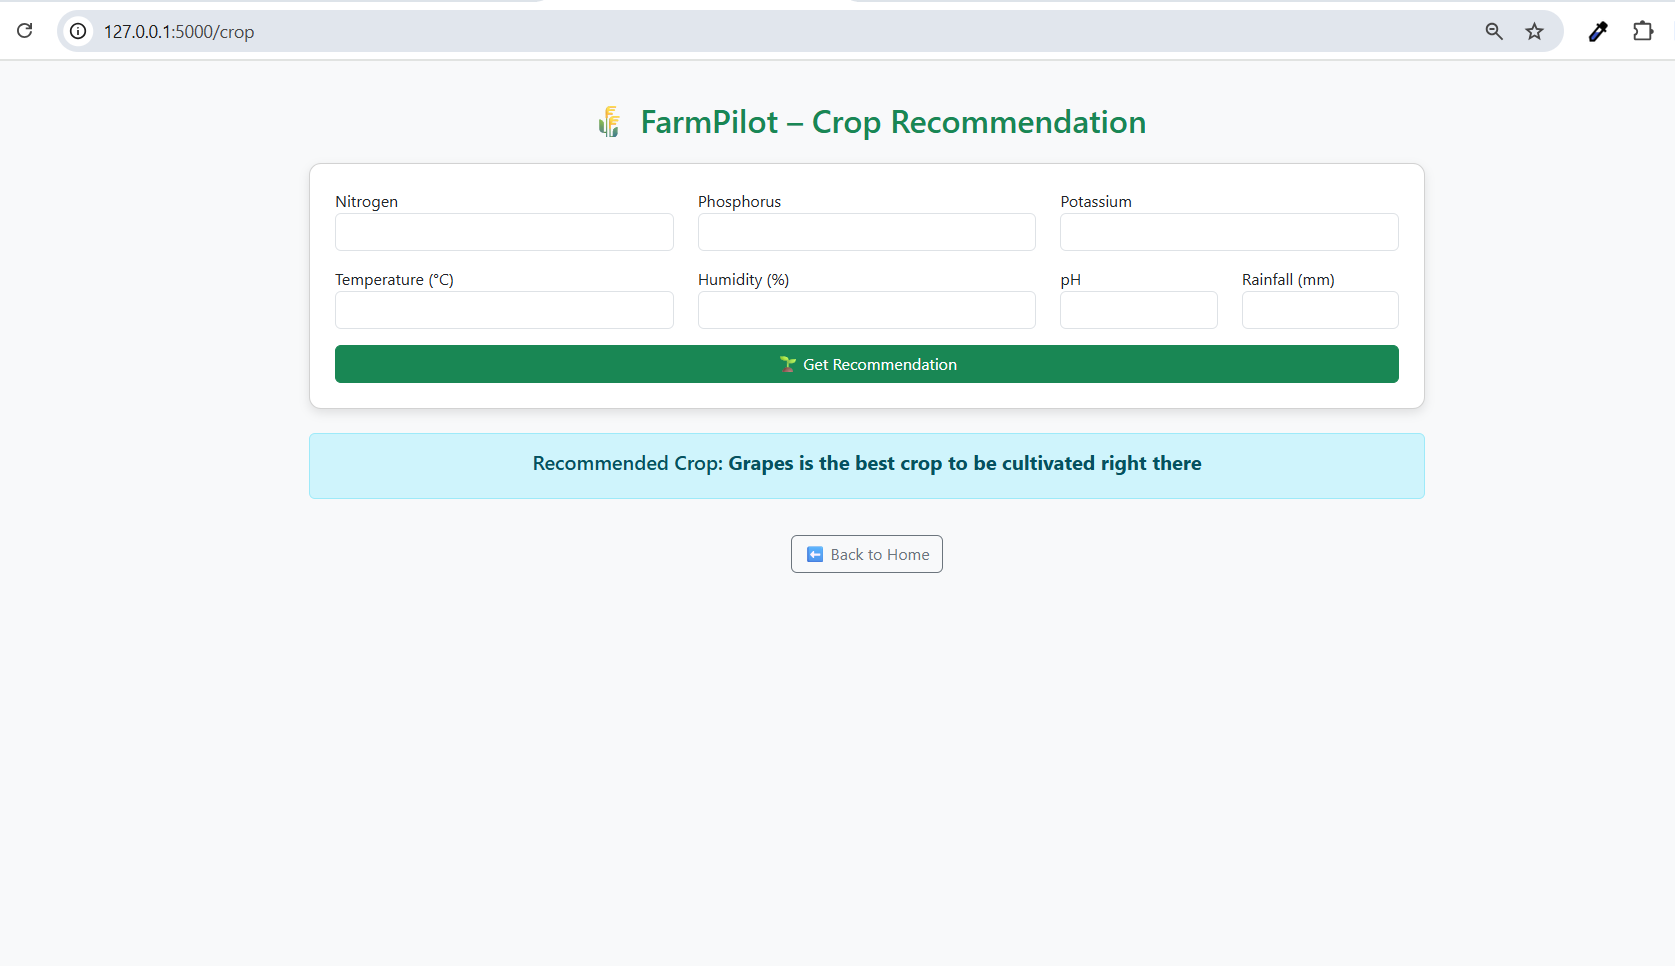 127.0.0.1:5000/crop
FarmPilot – Crop Recommendation
Nitrogen Phosphorus Potassium
Temperature (°C) Humidity (%) pH Rainfall (mm)
Get Recommendation
Recommended Crop: Grapes is the best crop to be cultivated right there
Back to Home